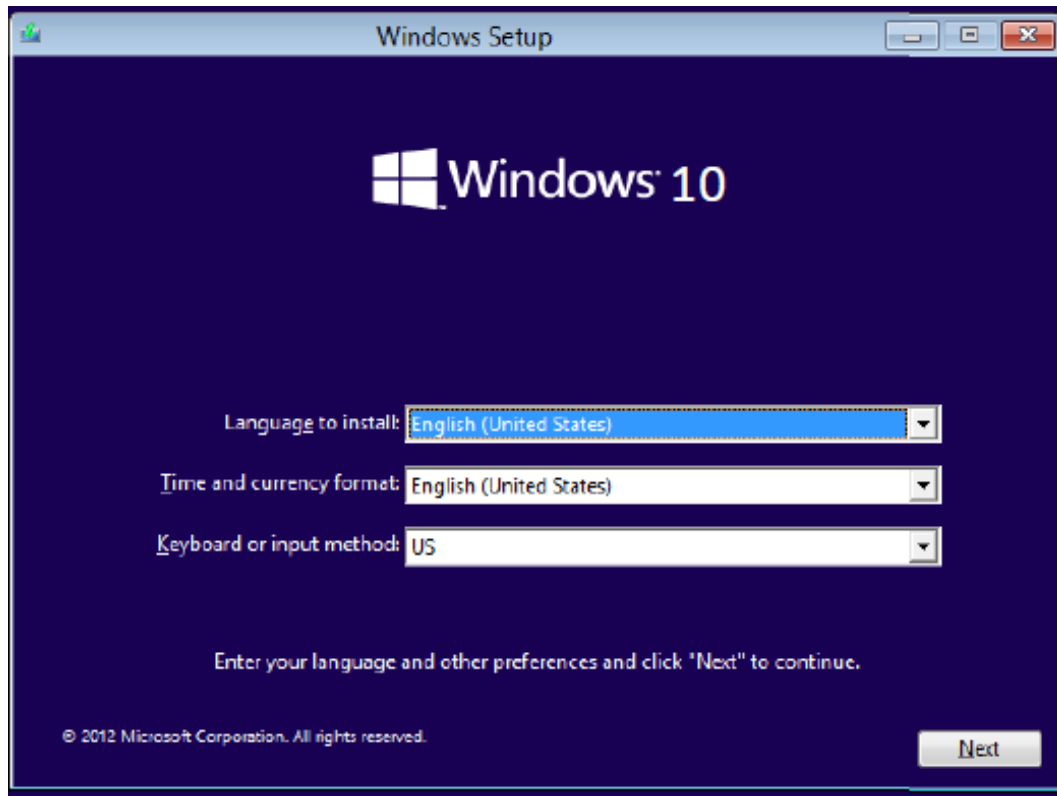 Windows Setup
Windows 10
Language to install: English (United States)
Time and currency format: English (United States)
Keyboard or input method: US
Enter your language and other preferences and click "Next" to continue.
© 2012 Microsoft Corporation. All rights reserved.
Next